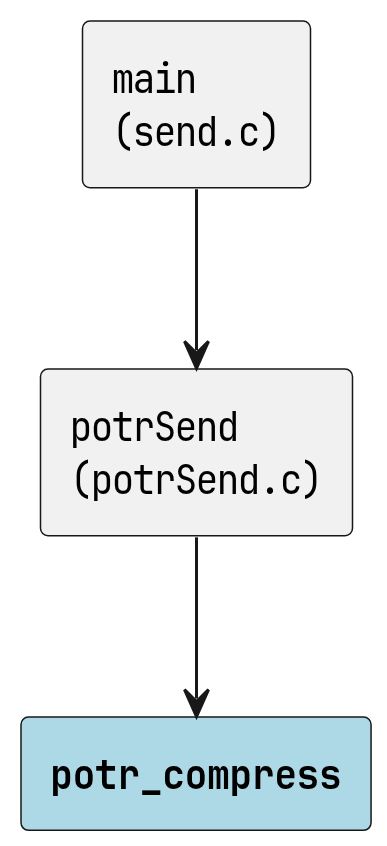 main
(send.c)
potrSend
(potrSend.c)
potr_compress